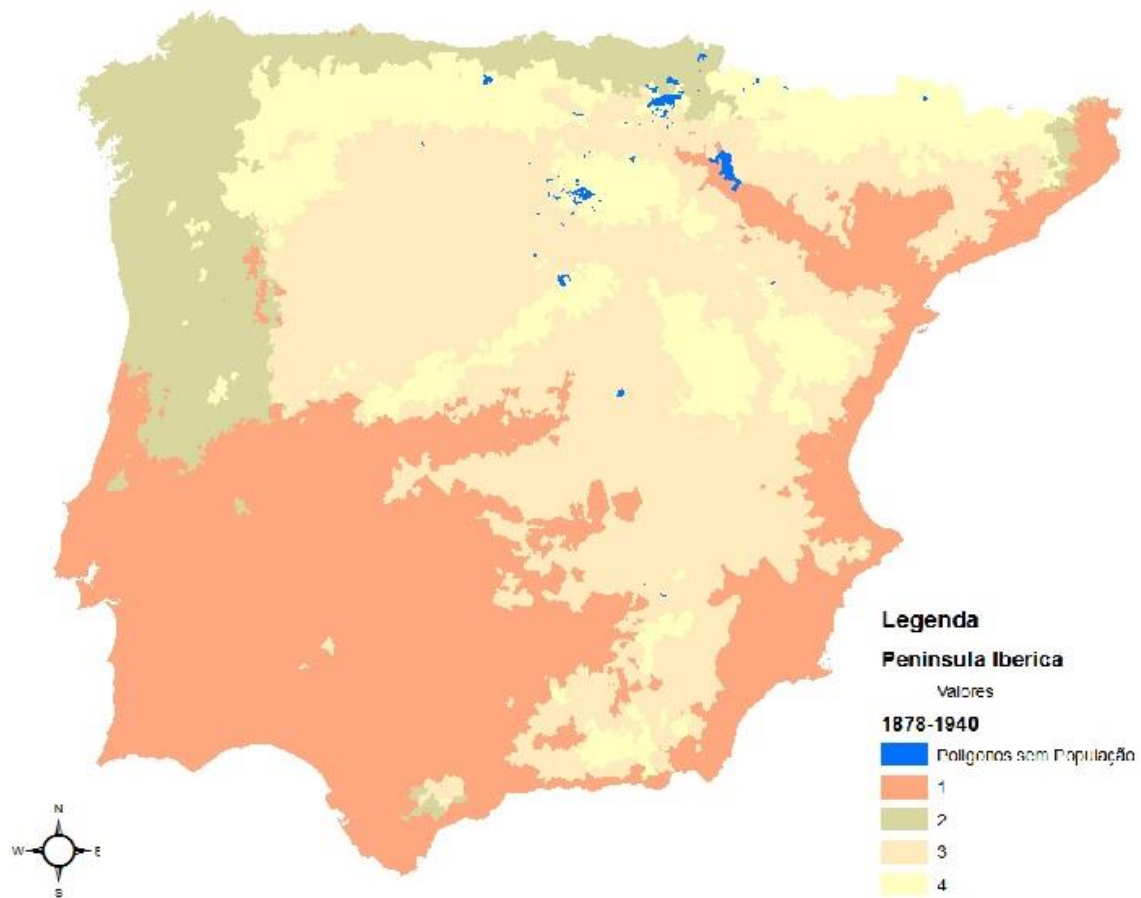 Legenda
Peninsula Iberica
Valores
1878-1940
Poligonos sem População
1
2
3
4
N
W
E
S